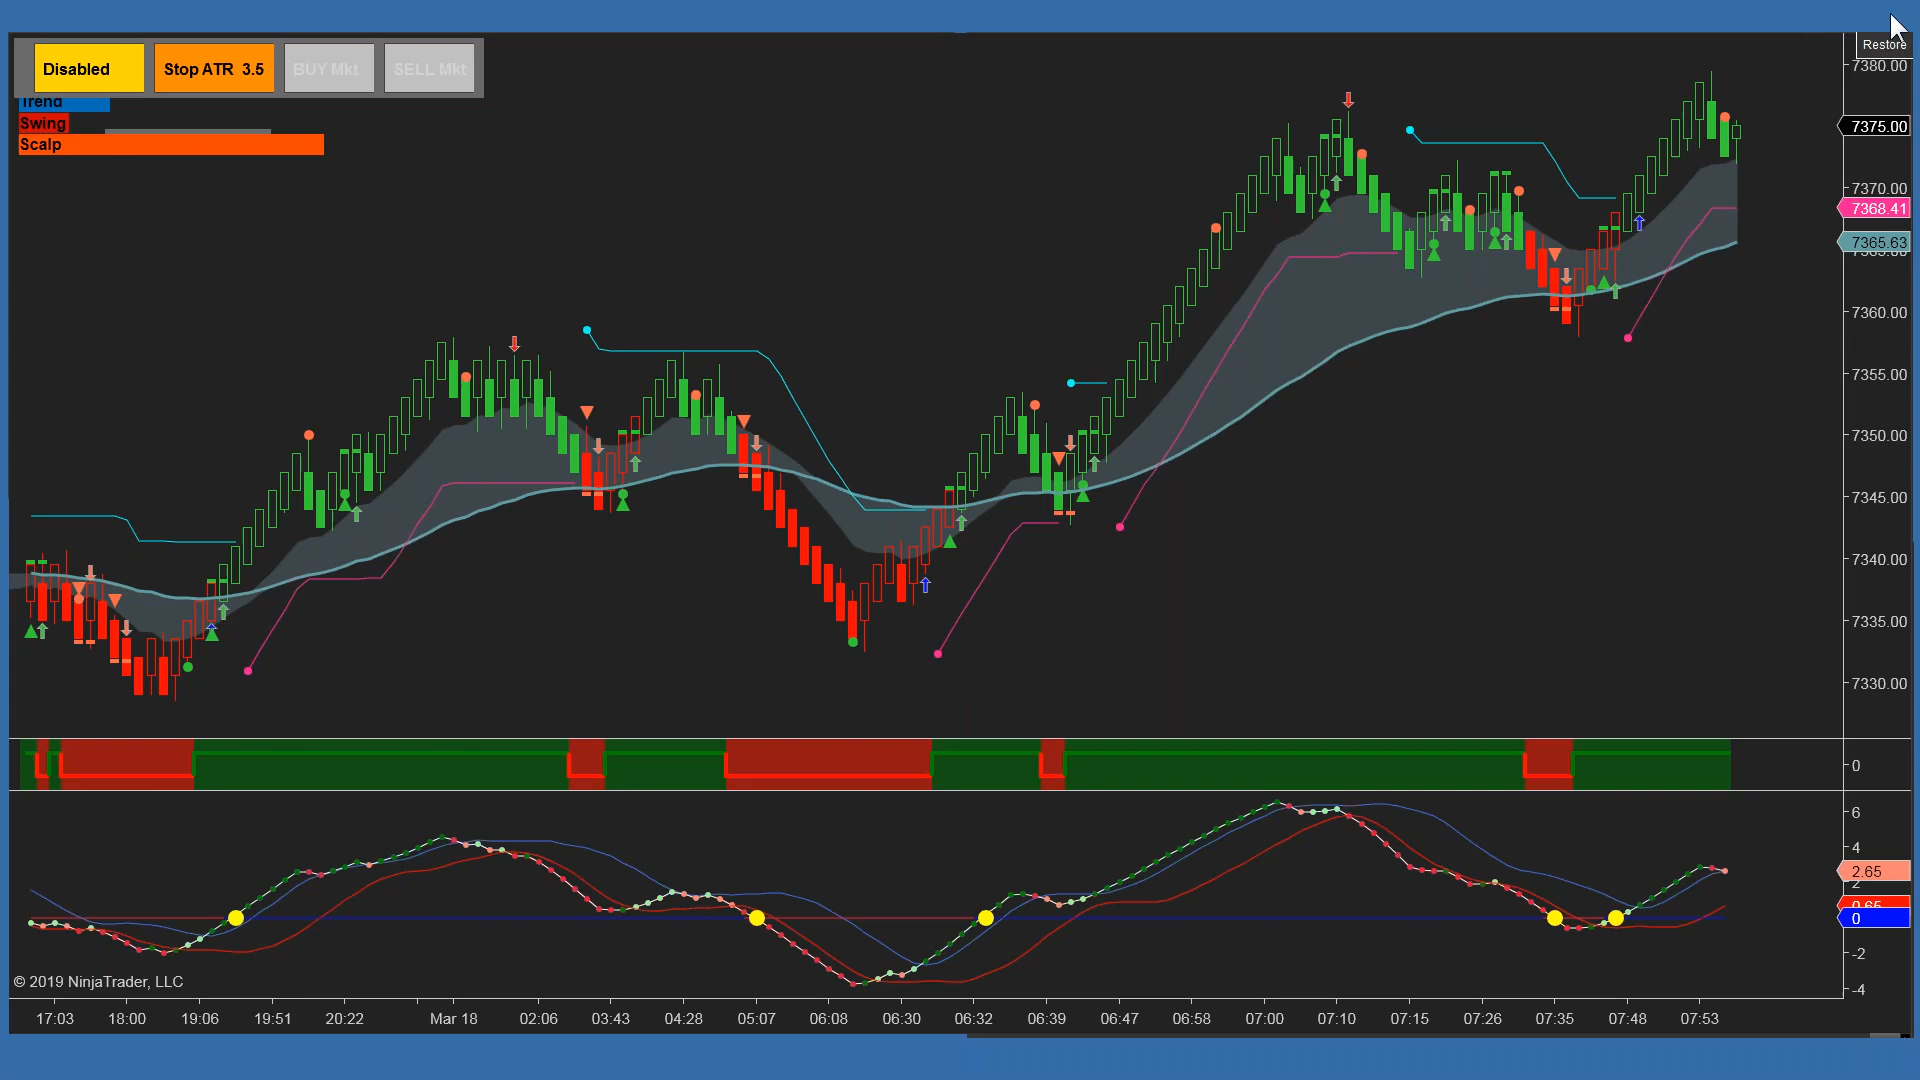 Restore
Disabled
Stop ATR 3.5
BUY Mkt
SELL Mkt
Trend
Swing
Scalp
7380.00
7375.00
7370.00
7368.41
7365.63
7360.00
7355.00
7350.00
7345.00
7340.00
7335.00
7330.00
0
6
4
2.65
2
0.65
0
-2
-4
© 2019 NinjaTrader, LLC
17:03 18:00 19:06 19:51 20:22 Mar 18 02:06 03:43 04:28 05:07 06:08 06:30 06:32 06:39 06:47 06:58 07:00 07:10 07:15 07:26 07:35 07:48 07:53